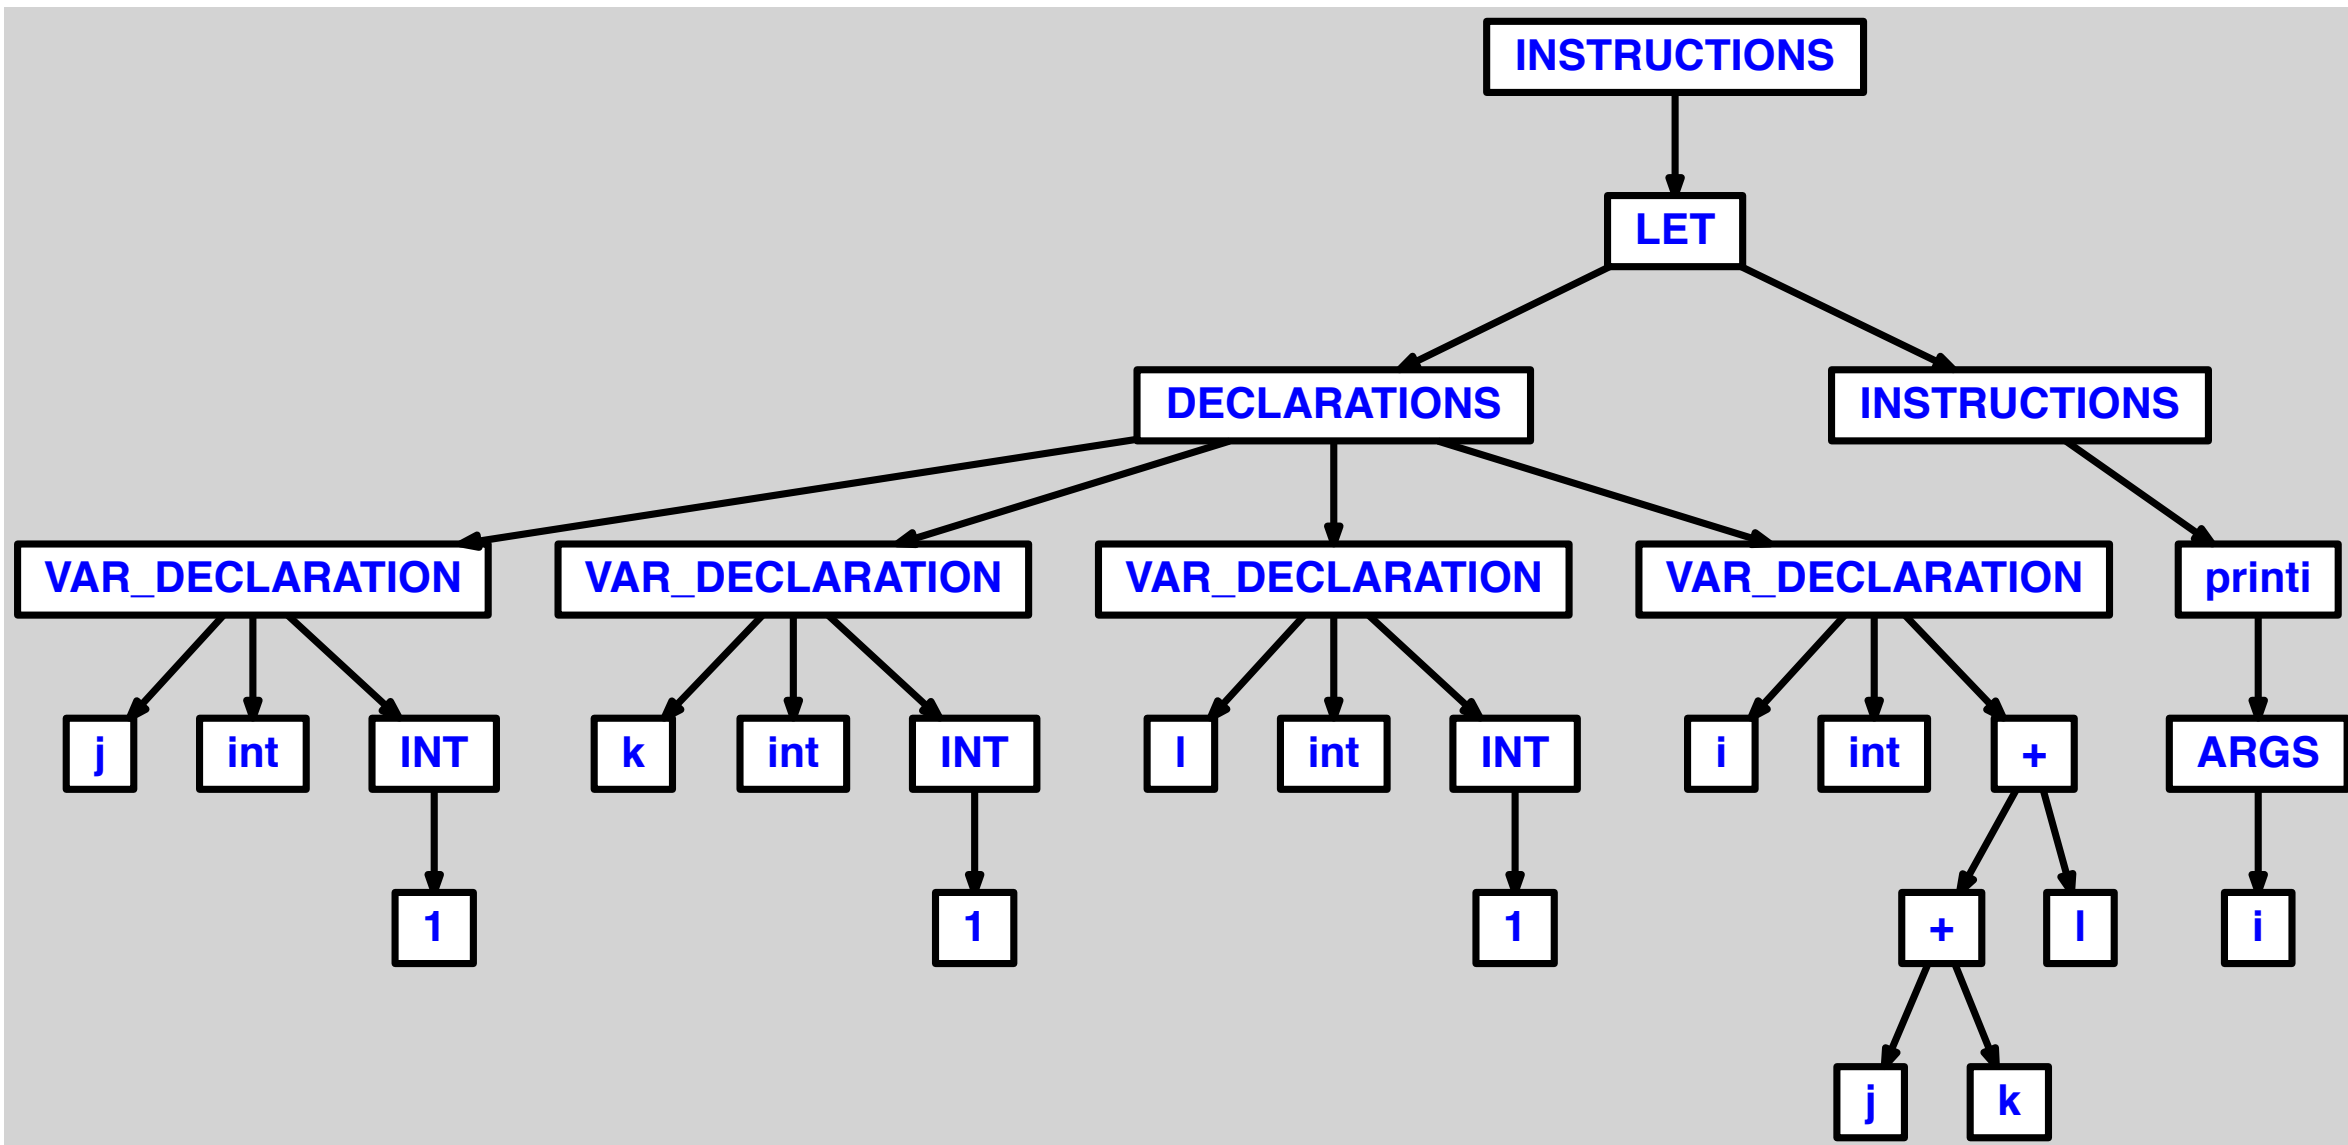 INSTRUCTIONS
LET
DECLARATIONS INSTRUCTIONS
VAR_DECLARATION VAR_DECLARATION VAR_DECLARATION VAR_DECLARATION printi
j int INT k int INT l int INT i int + ARGS
1 1 1 + l i
j k